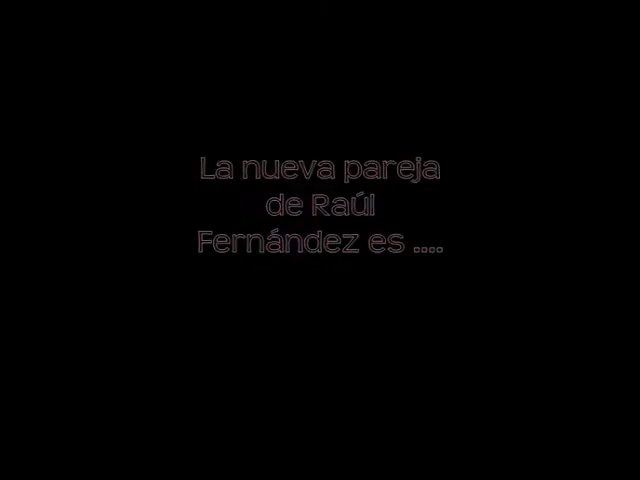 La nueva pareja
de Raúl
Fernández es ....